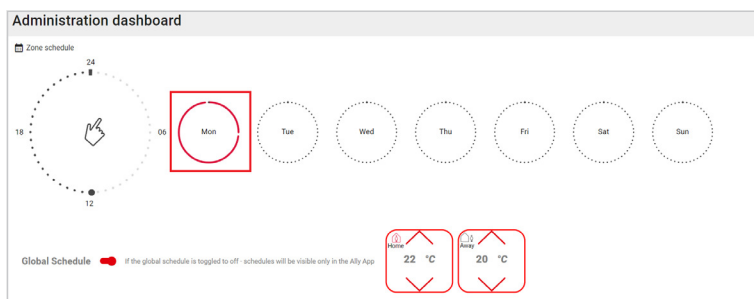 Administration dashboard
Zone schedule
24
18
06
12
Mon
Tue
Wed
Thu
Fri
Sat
Sun
Home
22 °C
Away
20 °C
Global Schedule
If the global schedule is toggled to off - schedules will be visible only in the Ally App